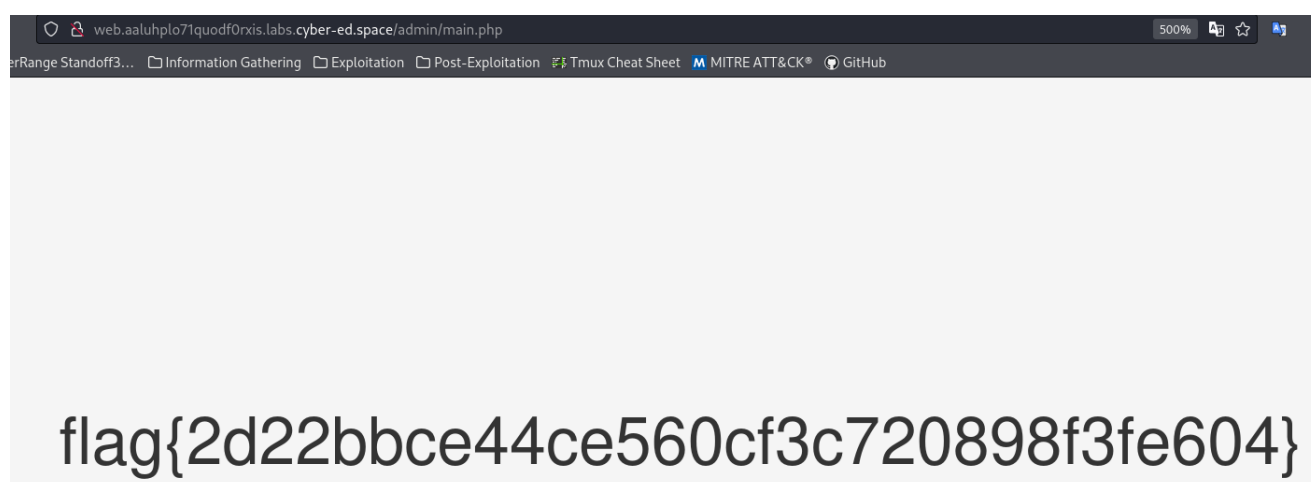 web.aaluhplo71quodf0rxis.labs.cyber-ed.space/admin/main.php 500%
erRange Standoff3... Information Gathering Exploitation Post-Exploitation Tmux Cheat Sheet MITRE ATT&CK® GitHub
flag{2d22bbce44ce560cf3c720898f3fe604}